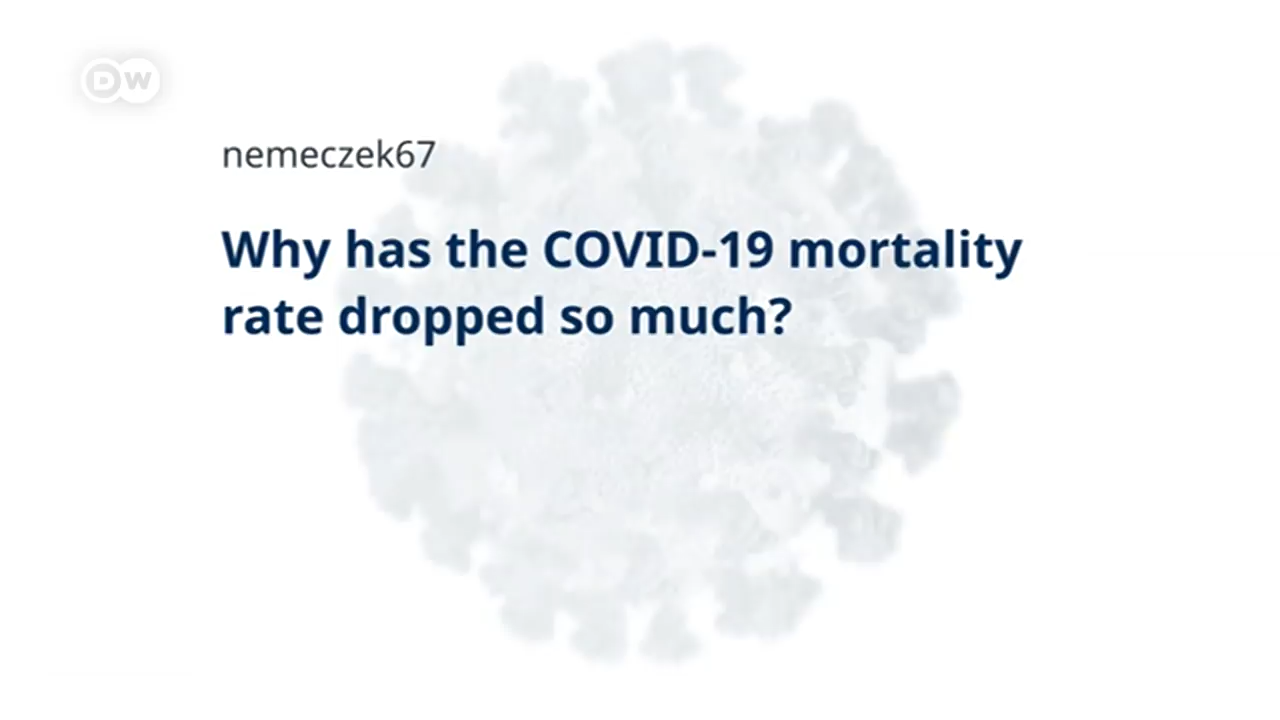 DW
nemeczek67
Why has the COVID-19 mortality
rate dropped so much?